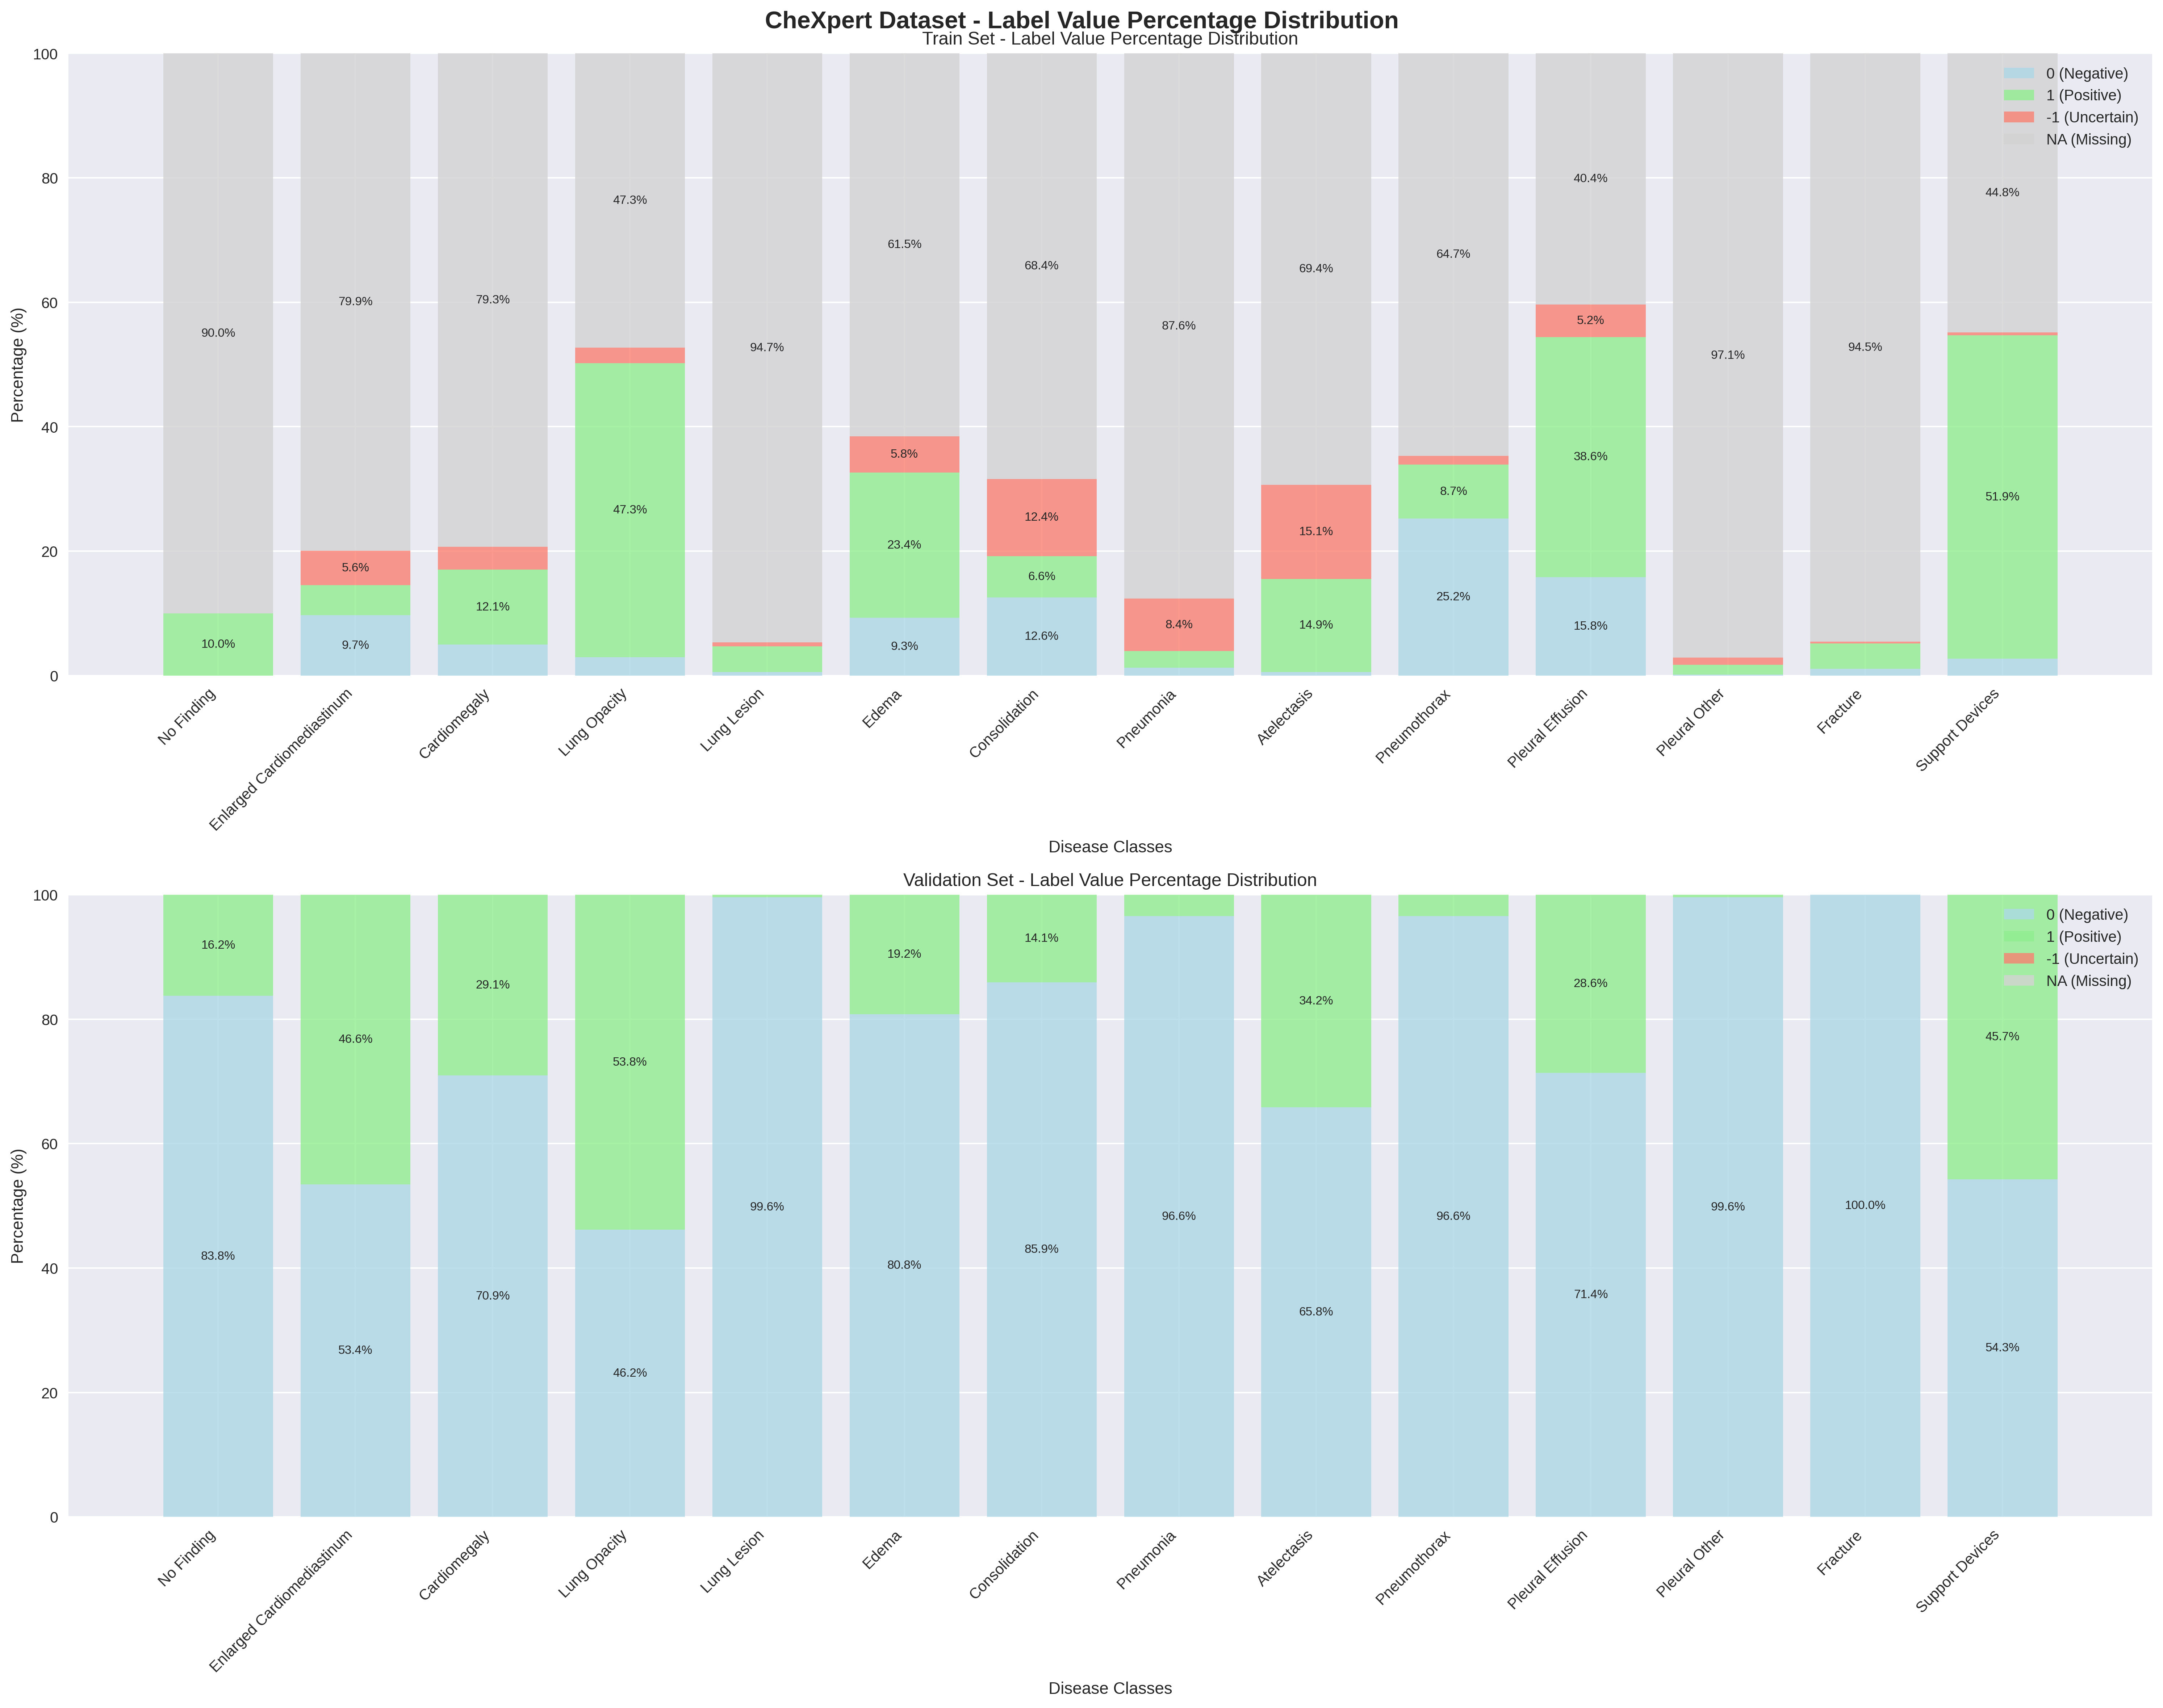 CheXpert Dataset - Label Value Percentage Distribution
Train Set - Label Value Percentage Distribution
Percentage (%)
100
80
60
40
20
0
0 (Negative)
1 (Positive)
-1 (Uncertain)
NA (Missing)
90.0%
10.0%
79.9%
5.6%
9.7%
79.3%
12.1%
47.3%
47.3%
94.7%
61.5%
5.8%
23.4%
9.3%
68.4%
12.4%
6.6%
12.6%
87.6%
8.4%
69.4%
15.1%
14.9%
64.7%
8.7%
25.2%
40.4%
5.2%
38.6%
15.8%
97.1%
94.5%
44.8%
51.9%
No Finding
Enlarged Cardiomediastinum
Cardiomegaly
Lung Opacity
Lung Lesion
Edema
Consolidation
Pneumonia
Atelectasis
Pneumothorax
Pleural Effusion
Pleural Other
Fracture
Support Devices
Disease Classes
Validation Set - Label Value Percentage Distribution
Percentage (%)
100
80
60
40
20
0
0 (Negative)
1 (Positive)
-1 (Uncertain)
NA (Missing)
16.2%
83.8%
46.6%
53.4%
29.1%
70.9%
53.8%
46.2%
99.6%
19.2%
80.8%
14.1%
85.9%
96.6%
34.2%
65.8%
96.6%
28.6%
71.4%
99.6%
100.0%
45.7%
54.3%
No Finding
Enlarged Cardiomediastinum
Cardiomegaly
Lung Opacity
Lung Lesion
Edema
Consolidation
Pneumonia
Atelectasis
Pneumothorax
Pleural Effusion
Pleural Other
Fracture
Support Devices
Disease Classes